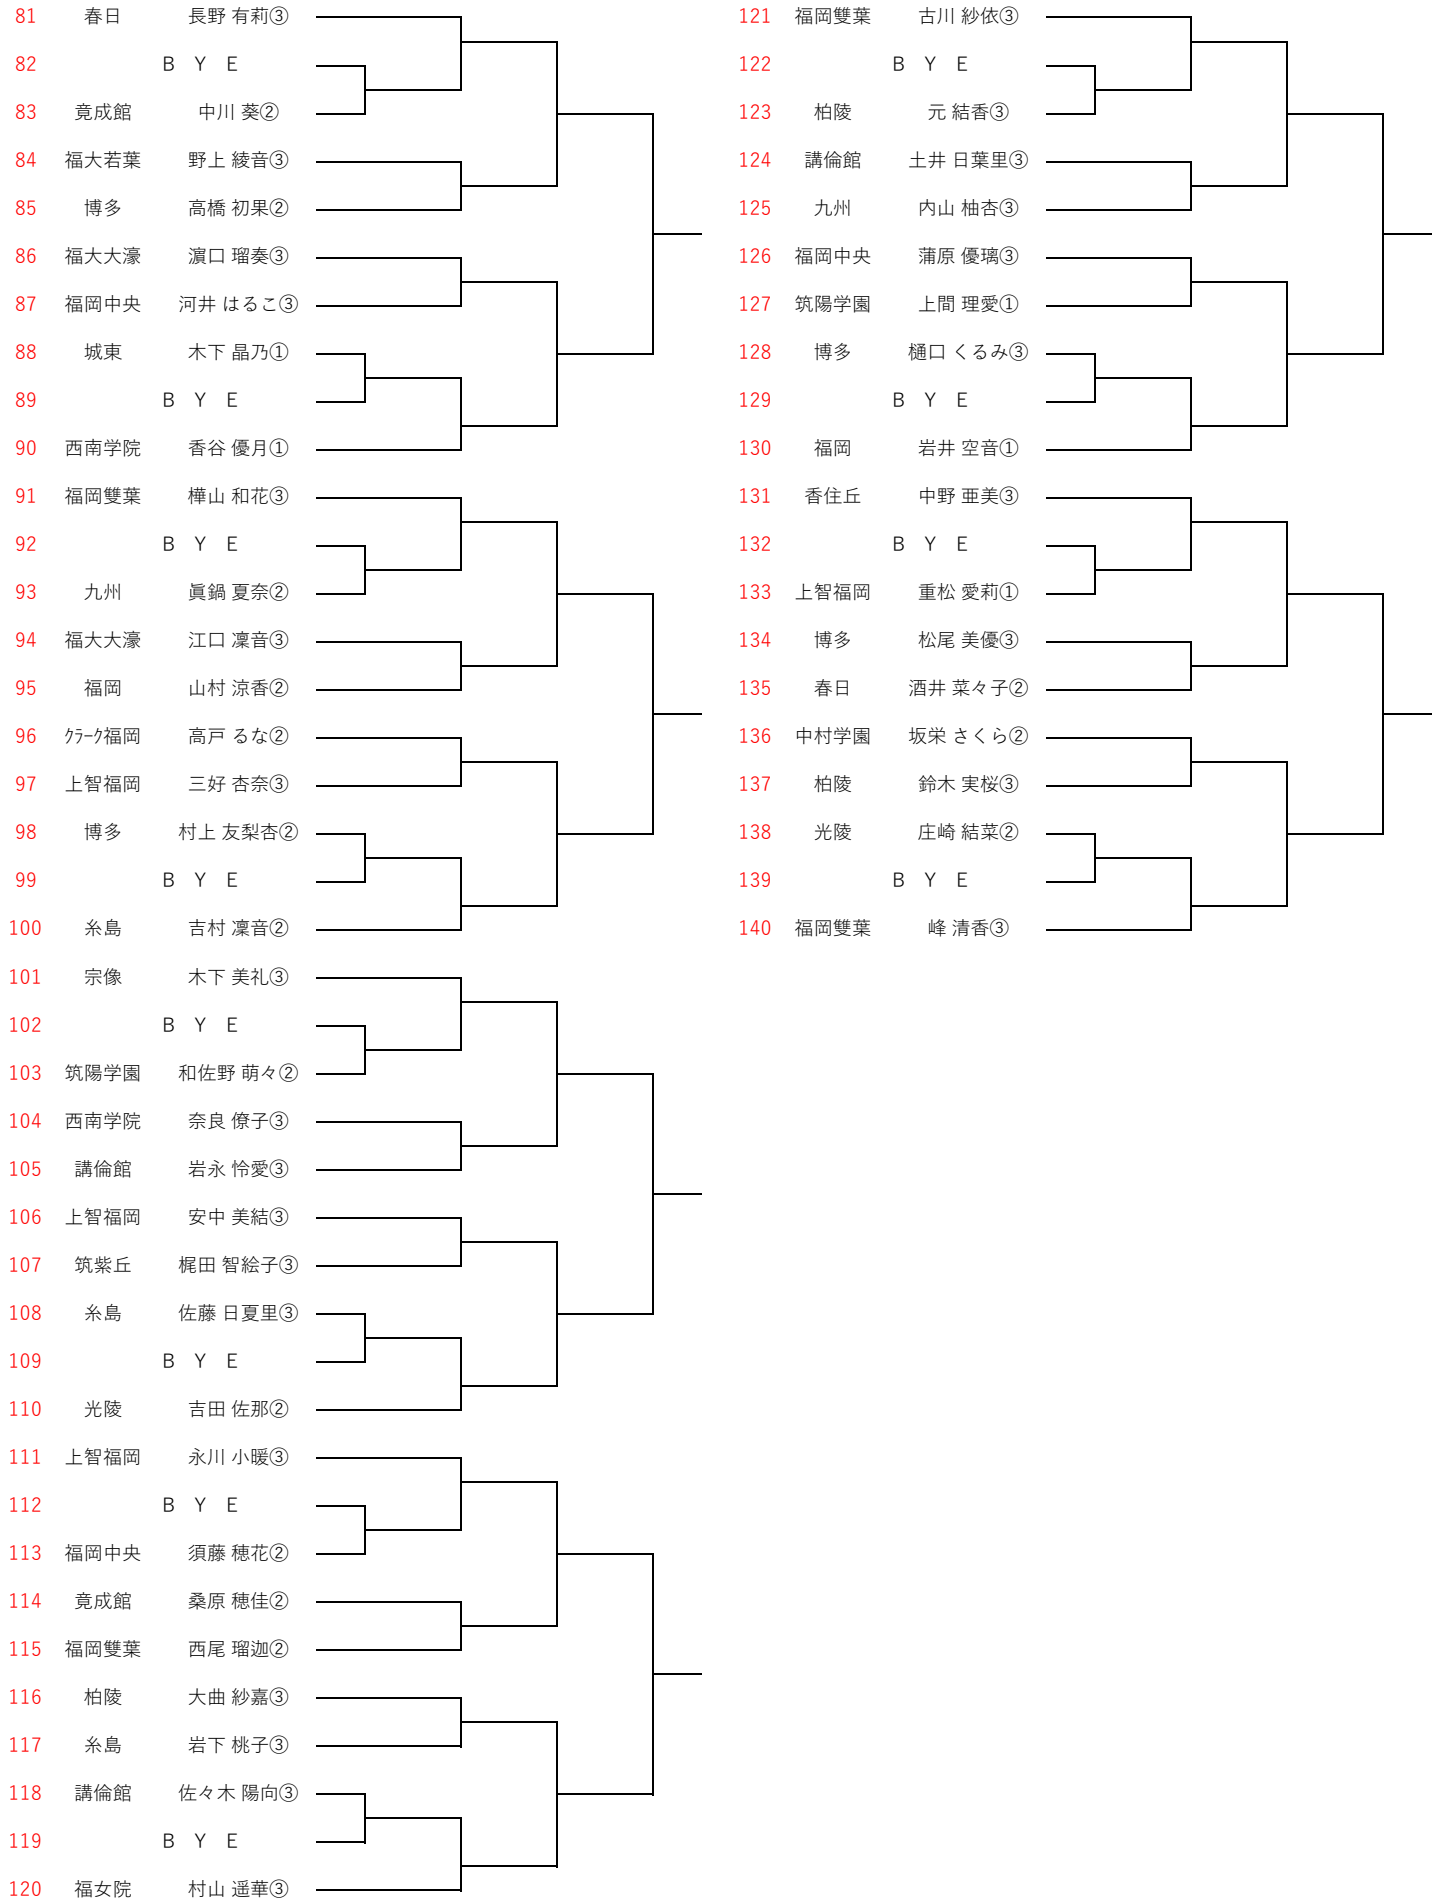 81 春日 長野 有莉③
82 B Y E
83 竟成館 中川 葵②
84 福大若葉 野上 綾音③
85 博多 高橋 初果②
86 福大大濠 濵口 瑠奏③
87 福岡中央 河井 はるこ③
88 城東 木下 晶乃①
89 B Y E
90 西南学院 香谷 優月①
91 福岡雙葉 樺山 和花③
92 B Y E
93 九州 眞鍋 夏奈②
94 福大大濠 江口 凜音③
95 福岡 山村 涼香②
96 ｸﾗｰｸ福岡 高戸 るな②
97 上智福岡 三好 杏奈③
98 博多 村上 友梨杏②
99 B Y E
100 糸島 吉村 凜音②
101 宗像 木下 美礼③
102 B Y E
103 筑陽学園 和佐野 萌々②
104 西南学院 奈良 僚子③
105 講倫館 岩永 怜愛③
106 上智福岡 安中 美結③
107 筑紫丘 梶田 智絵子③
108 糸島 佐藤 日夏里③
109 B Y E
110 光陵 吉田 佐那②
111 上智福岡 永川 小暖③
112 B Y E
113 福岡中央 須藤 穂花②
114 竟成館 桑原 穂佳②
115 福岡雙葉 西尾 瑠迦②
116 柏陵 大曲 紗嘉③
117 糸島 岩下 桃子③
118 講倫館 佐々木 陽向③
119 B Y E
120 福女院 村山 遥華③
121 福岡雙葉 古川 紗依③
122 B Y E
123 柏陵 元 結香③
124 講倫館 土井 日葉里③
125 九州 内山 柚杏③
126 福岡中央 蒲原 優璃③
127 筑陽学園 上間 理愛①
128 博多 樋口 くるみ③
129 B Y E
130 福岡 岩井 空音①
131 香住丘 中野 亜美③
132 B Y E
133 上智福岡 重松 愛莉①
134 博多 松尾 美優③
135 春日 酒井 菜々子②
136 中村学園 坂栄 さくら②
137 柏陵 鈴木 実桜③
138 光陵 庄崎 結菜②
139 B Y E
140 福岡雙葉 峰 清香③